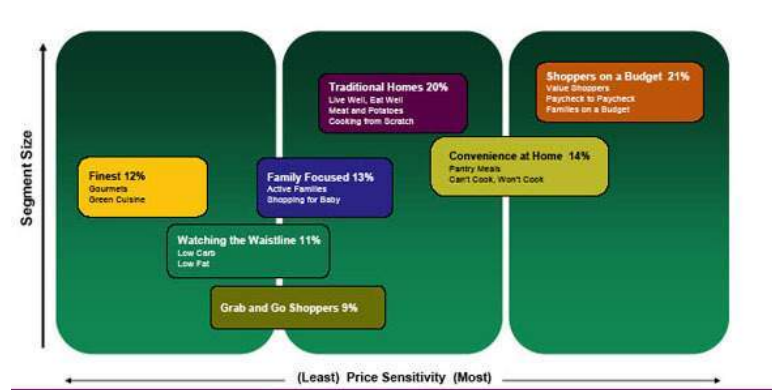 Segment Size
Shoppers on a Budget 21%
Value Shoppers
Paycheck to Paycheck
Families on a Budget
Traditional Homes 20%
Live Well, Eat Well
Meat and Potatoes
Cooking from Scratch
Convenience at Home 14%
Pantry Meals
Can't Cook, Won't Cook
Finest 12%
Gourmets
Green Cuisine
Family Focused 13%
Active Families
Shopping for Baby
Watching the Waistline 11%
Low Carb
Low Fat
Grab and Go Shoppers 9%
(Least) Price Sensitivity (Most)